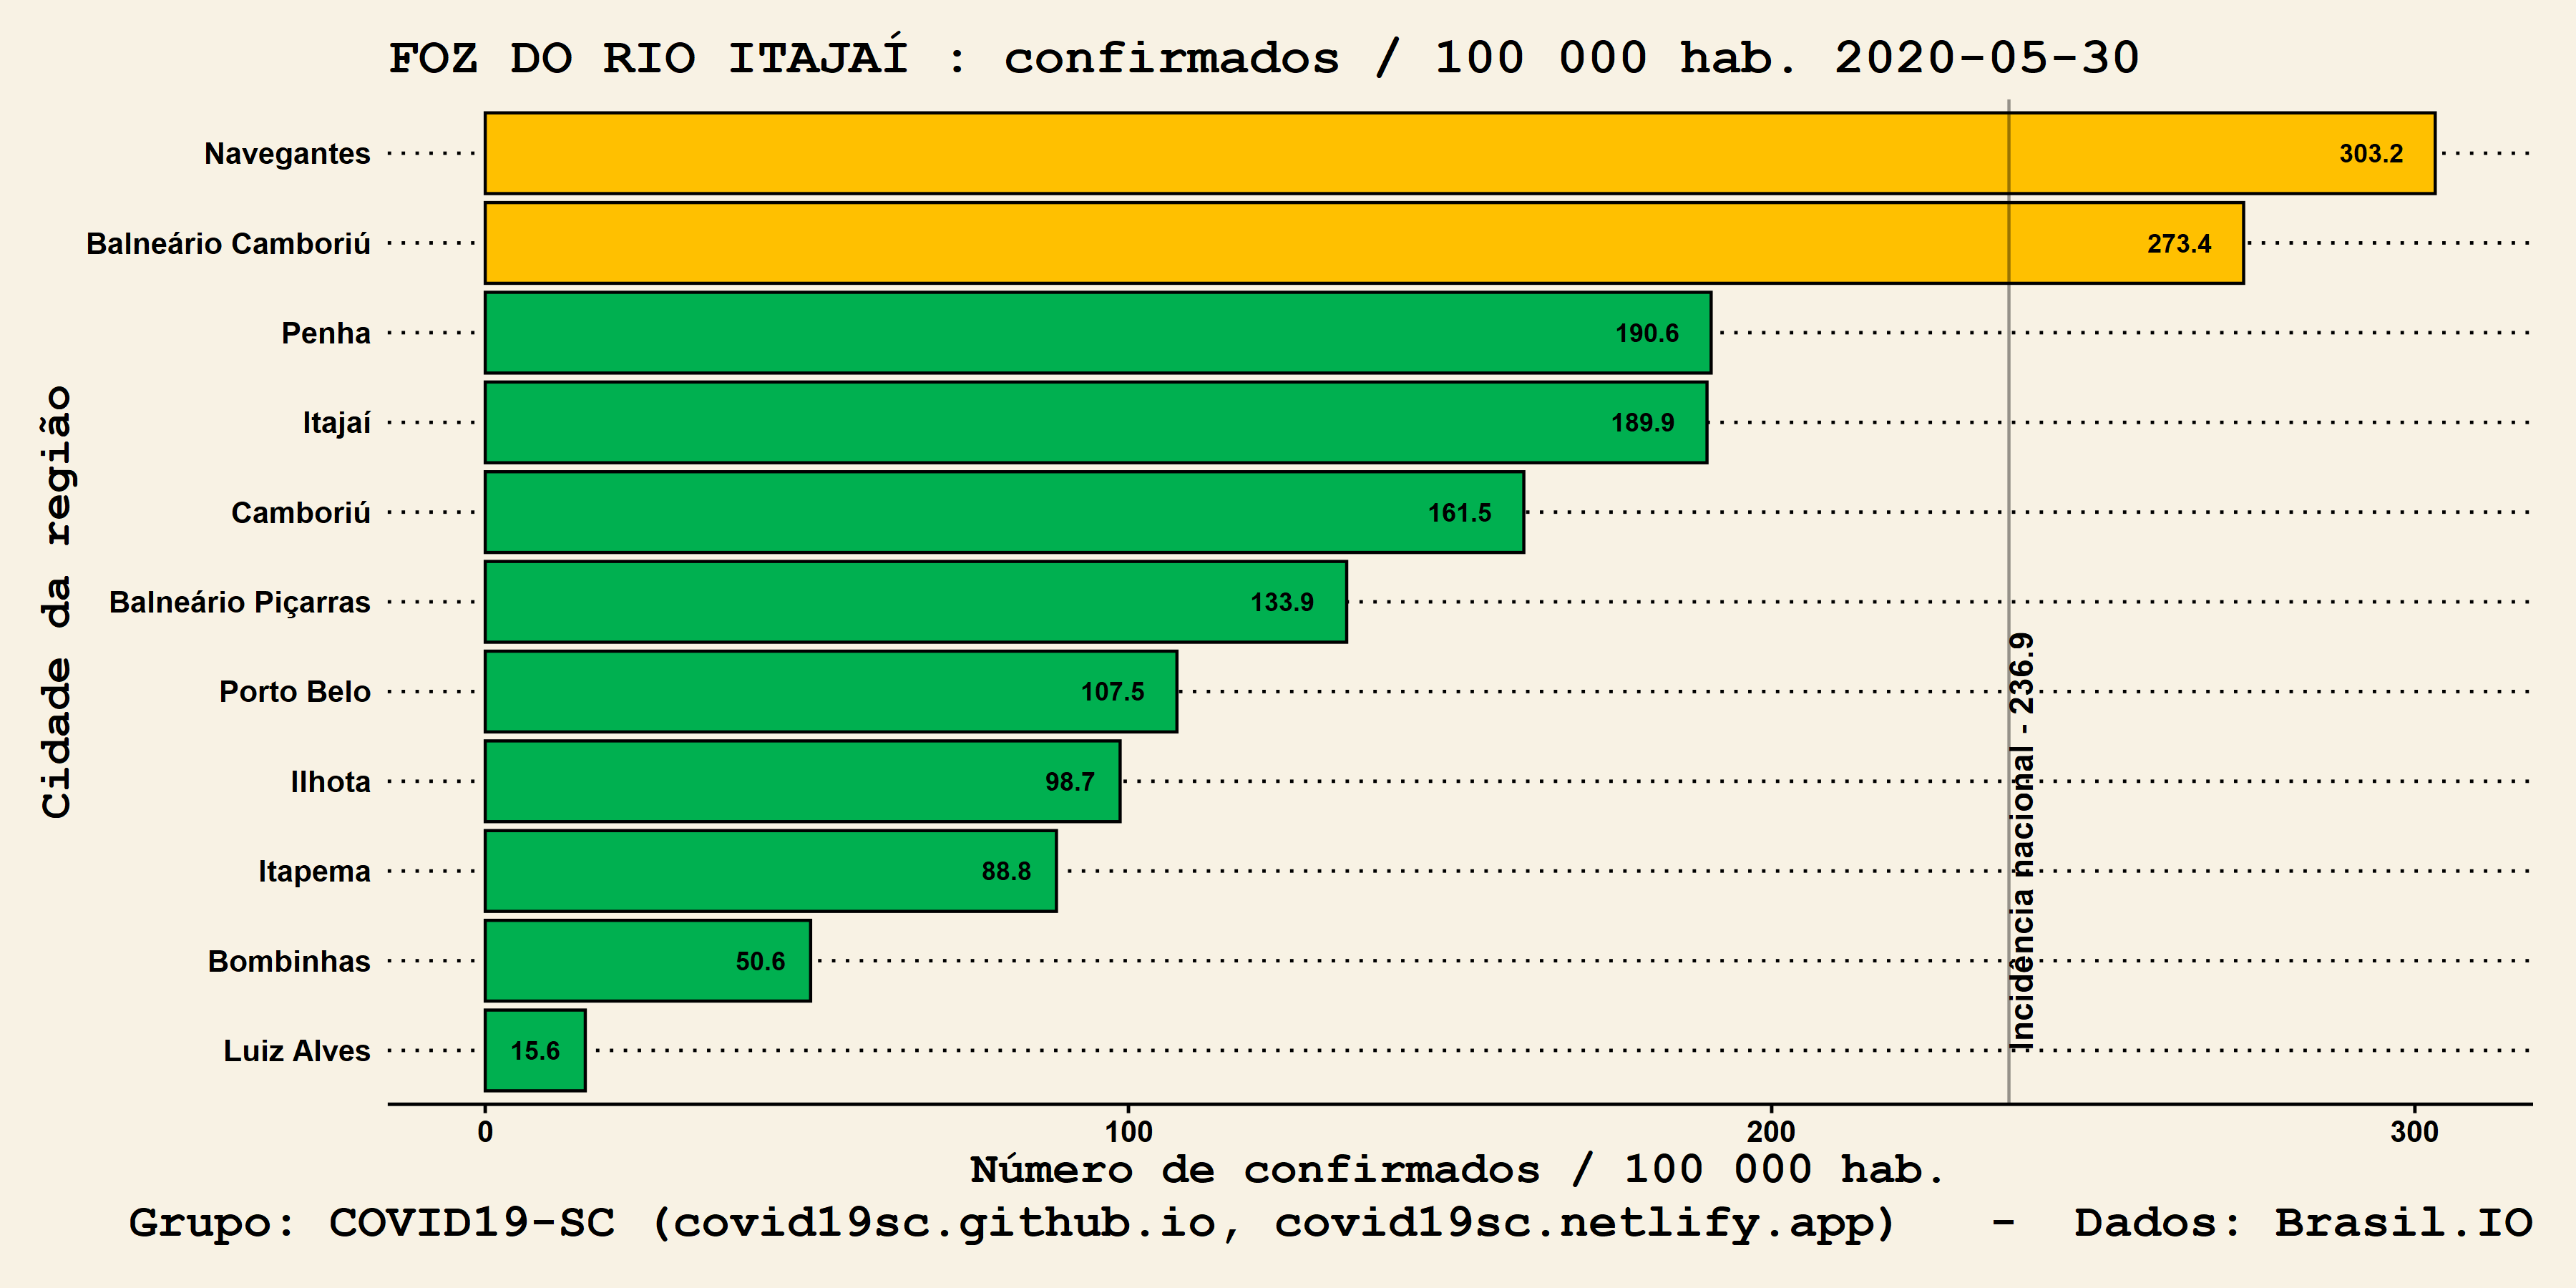 FOZ DO RIO ITAJAÍ : confirmados / 100 000 hab. 2020-05-30
Cidade da região
Navegantes 303.2
Balneário Camboriú 273.4
Penha 190.6
Itajaí 189.9
Camboriú 161.5
Balneário Piçarras 133.9
Porto Belo 107.5
Ilhota 98.7
Itapema 88.8
Bombinhas 50.6
Luiz Alves 15.6
Incidência nacional - 236.9
0 100 200 300
Número de confirmados / 100 000 hab.
Grupo: COVID19-SC (covid19sc.github.io, covid19sc.netlify.app) - Dados: Brasil.IO